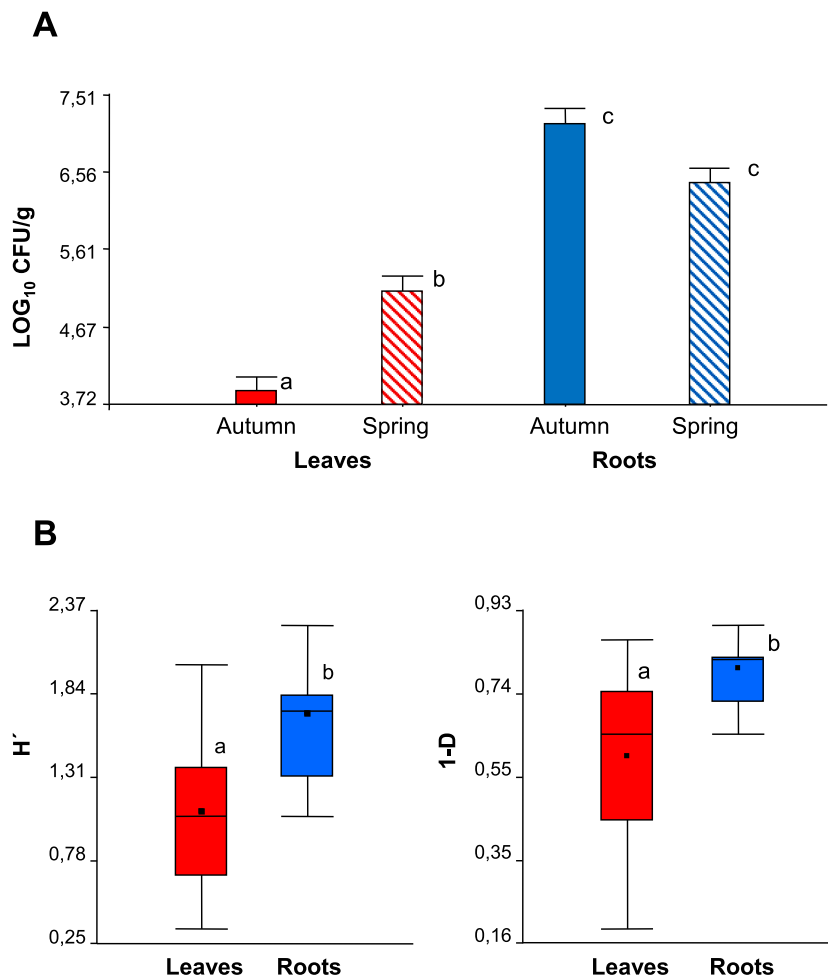 A
LOG10 CFU/g
7,51
6,56
5,61
4,67
3,72
a
b
c
c
Autumn Spring Autumn Spring
Leaves Roots
B
H´
2,37
1,84
1,31
0,78
0,25
a
b
Leaves Roots
1-D
0,93
0,74
0,55
0,35
0,16
a
b
Leaves Roots